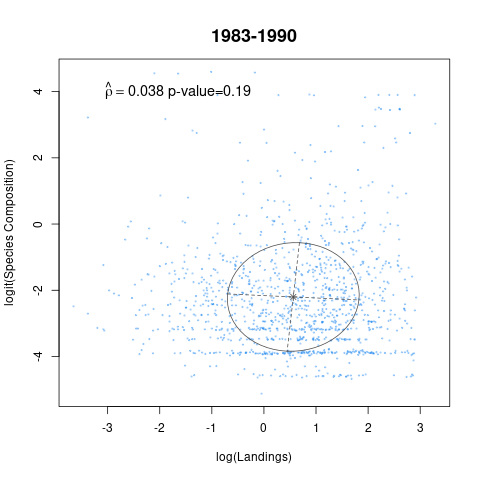 1983-1990
ρ̂ = 0.038 p-value=0.19
logit(Species Composition)
4
2
0
-2
-4
-3 -2 -1 0 1 2 3
log(Landings)